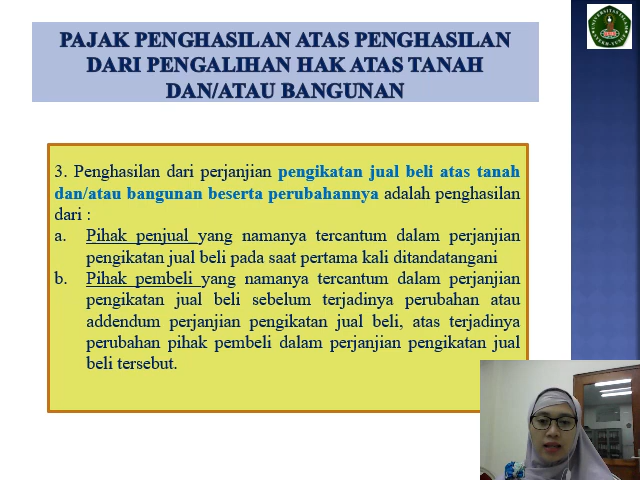 PAJAK PENGHASILAN ATAS PENGHASILAN
DARI PENGALIHAN HAK ATAS TANAH
DAN/ATAU BANGUNAN
3. Penghasilan dari perjanjian pengikatan jual beli atas tanah
dan/atau bangunan beserta perubahannya adalah penghasilan
dari :
a. Pihak penjual yang namanya tercantum dalam perjanjian
pengikatan jual beli pada saat pertama kali ditandatangani
b. Pihak pembeli yang namanya tercantum dalam perjanjian
pengikatan jual beli sebelum terjadinya perubahan atau
addendum perjanjian pengikatan jual beli, atas terjadinya
perubahan pihak pembeli dalam perjanjian pengikatan jual
beli tersebut.